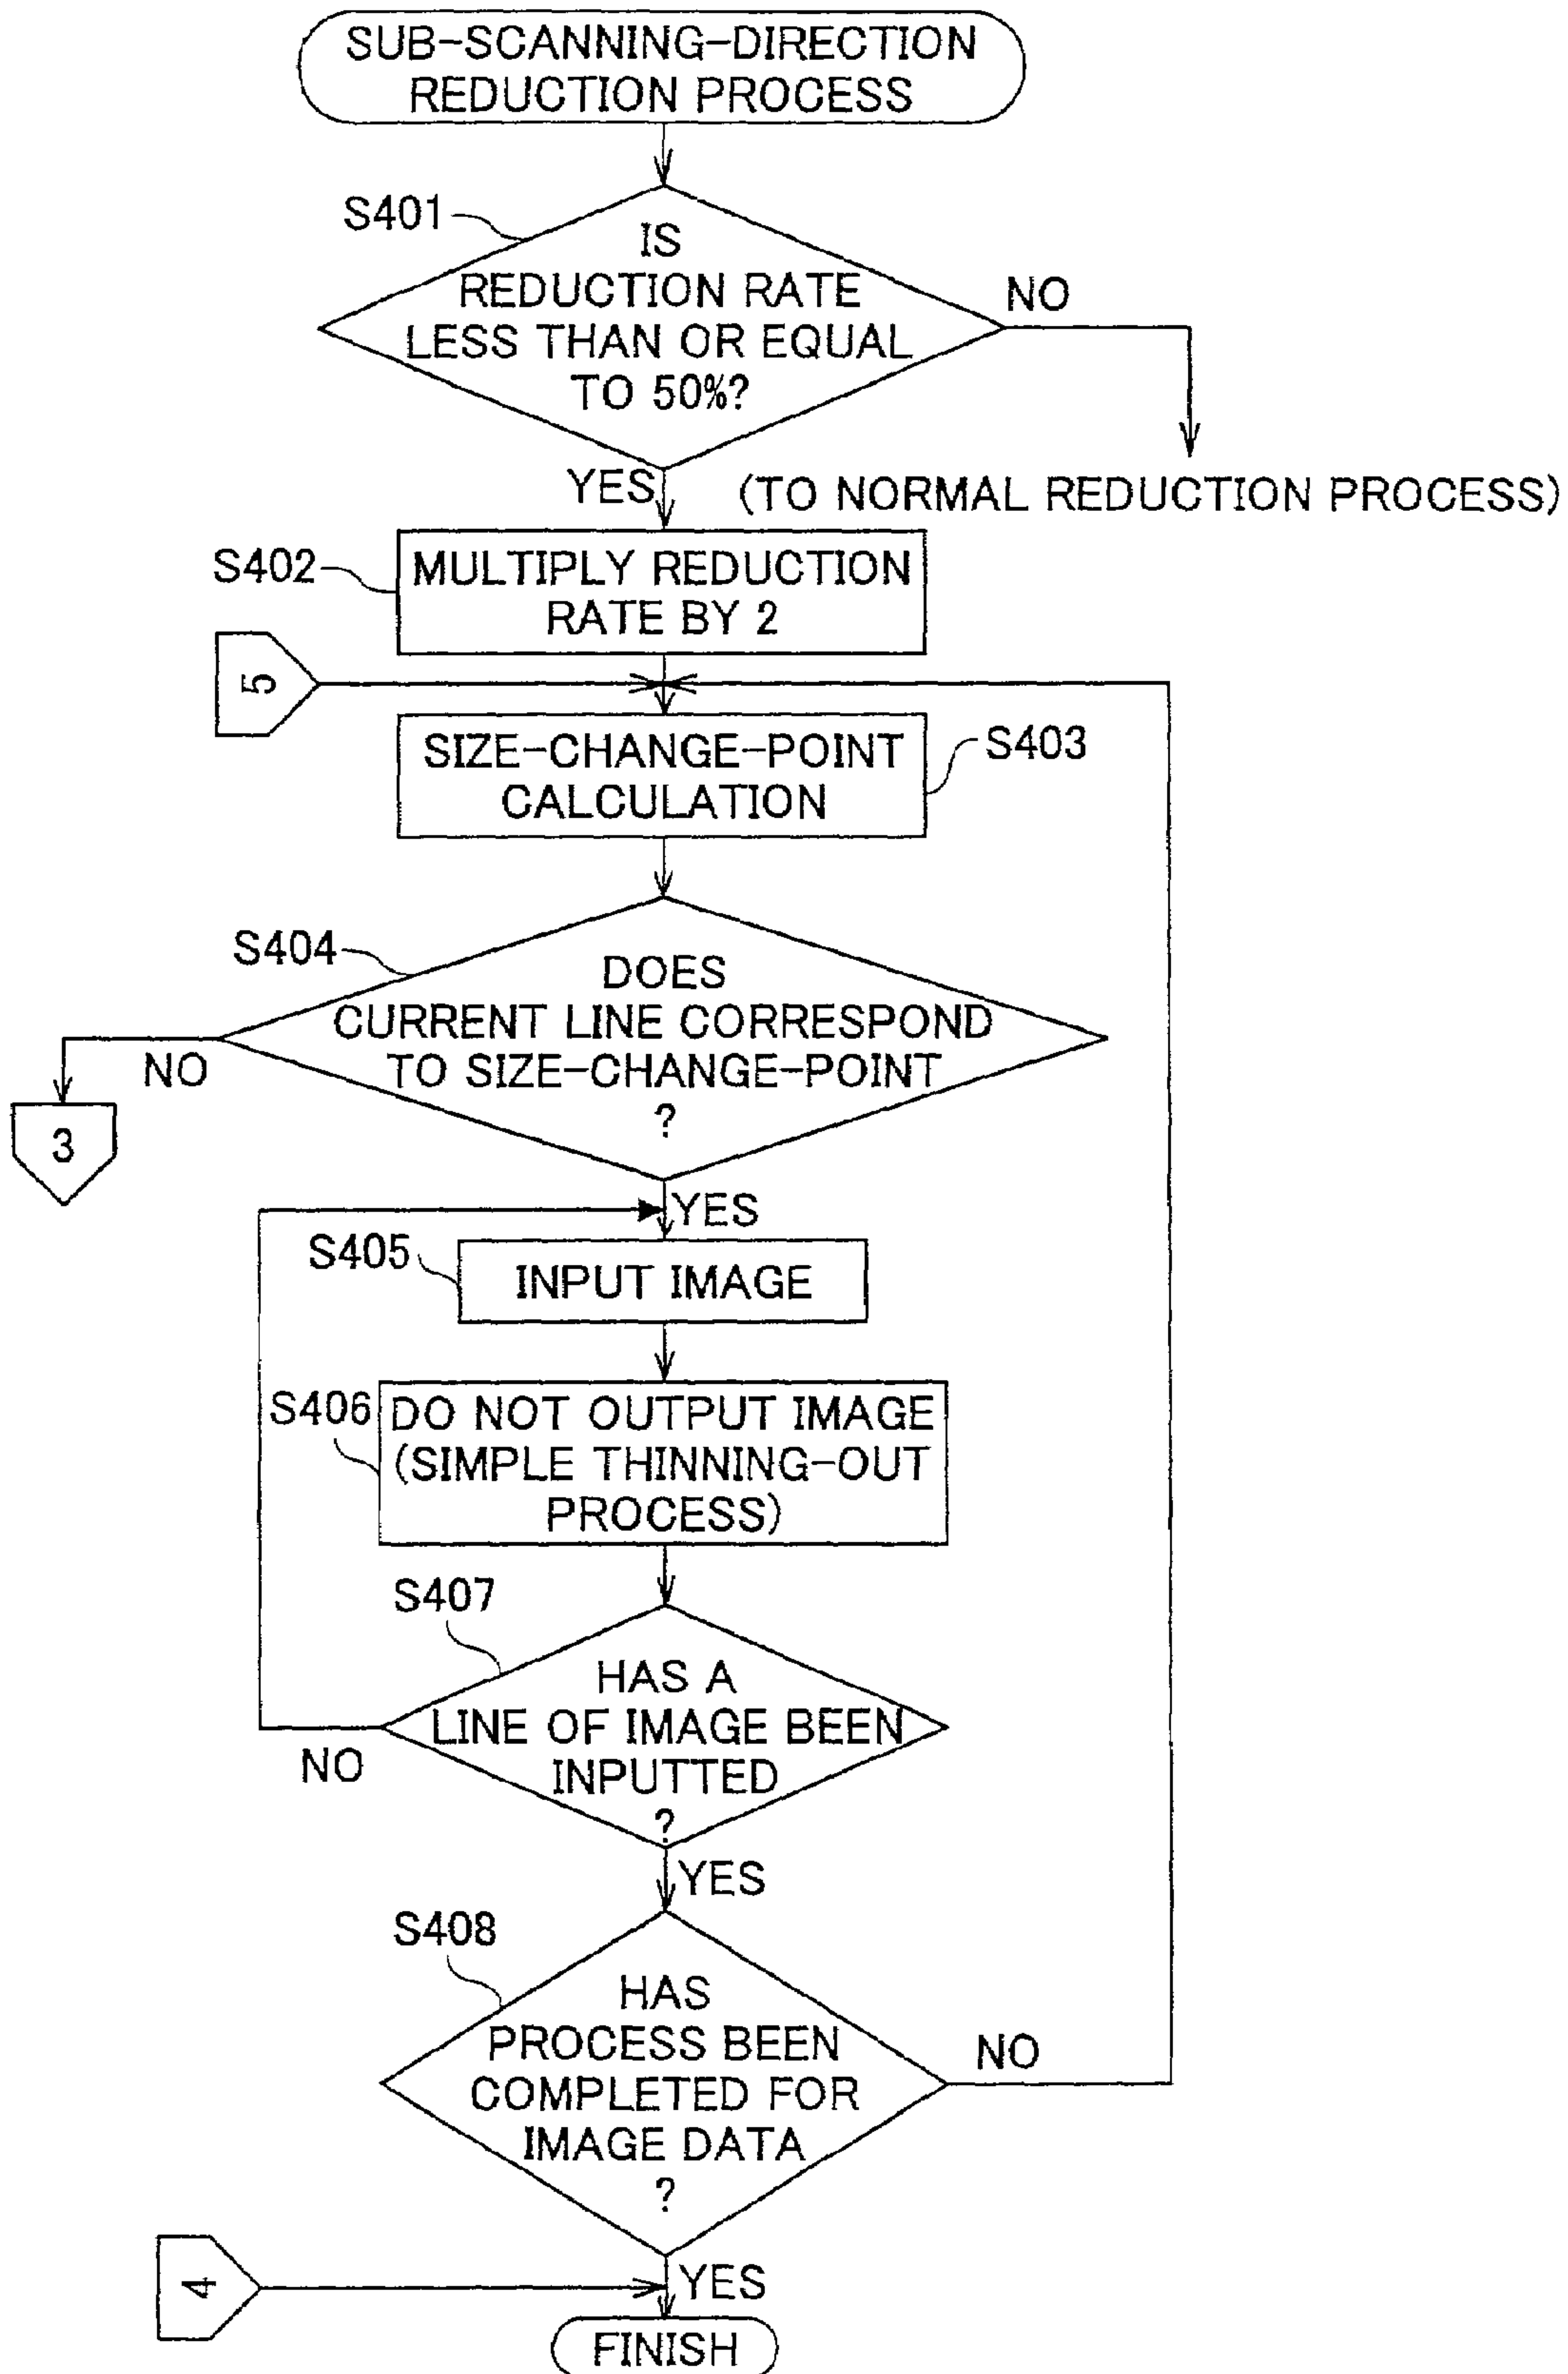 SUB-SCANNING-DIRECTION
REDUCTION PROCESS
S401
IS
REDUCTION RATE
LESS THAN OR EQUAL
TO 50%?
NO
YES
(TO NORMAL REDUCTION PROCESS)
S402
MULTIPLY REDUCTION
RATE BY 2
5
SIZE-CHANGE-POINT
CALCULATION
S403
S404
DOES
CURRENT LINE CORRESPOND
TO SIZE-CHANGE-POINT
?
NO
3
YES
S405
INPUT IMAGE
S406
DO NOT OUTPUT IMAGE
(SIMPLE THINNING-OUT
PROCESS)
S407
HAS A
LINE OF IMAGE BEEN
INPUTTED
?
NO
YES
S408
HAS
PROCESS BEEN
COMPLETED FOR
IMAGE DATA
?
NO
4
YES
FINISH